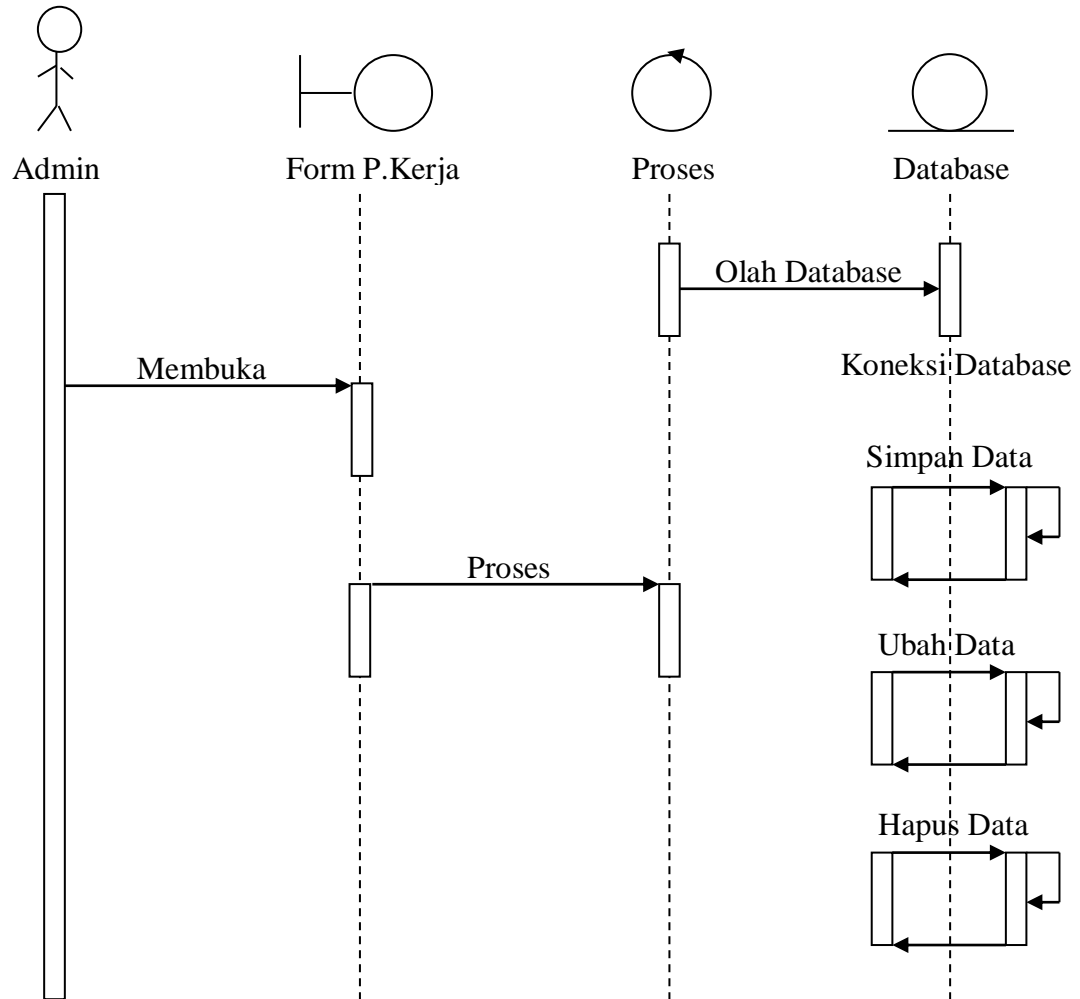 Admin
Form P.Kerja
Proses
Database
Olah Database
Membuka
Koneksi Database
Simpan Data
Proses
Ubah Data
Hapus Data